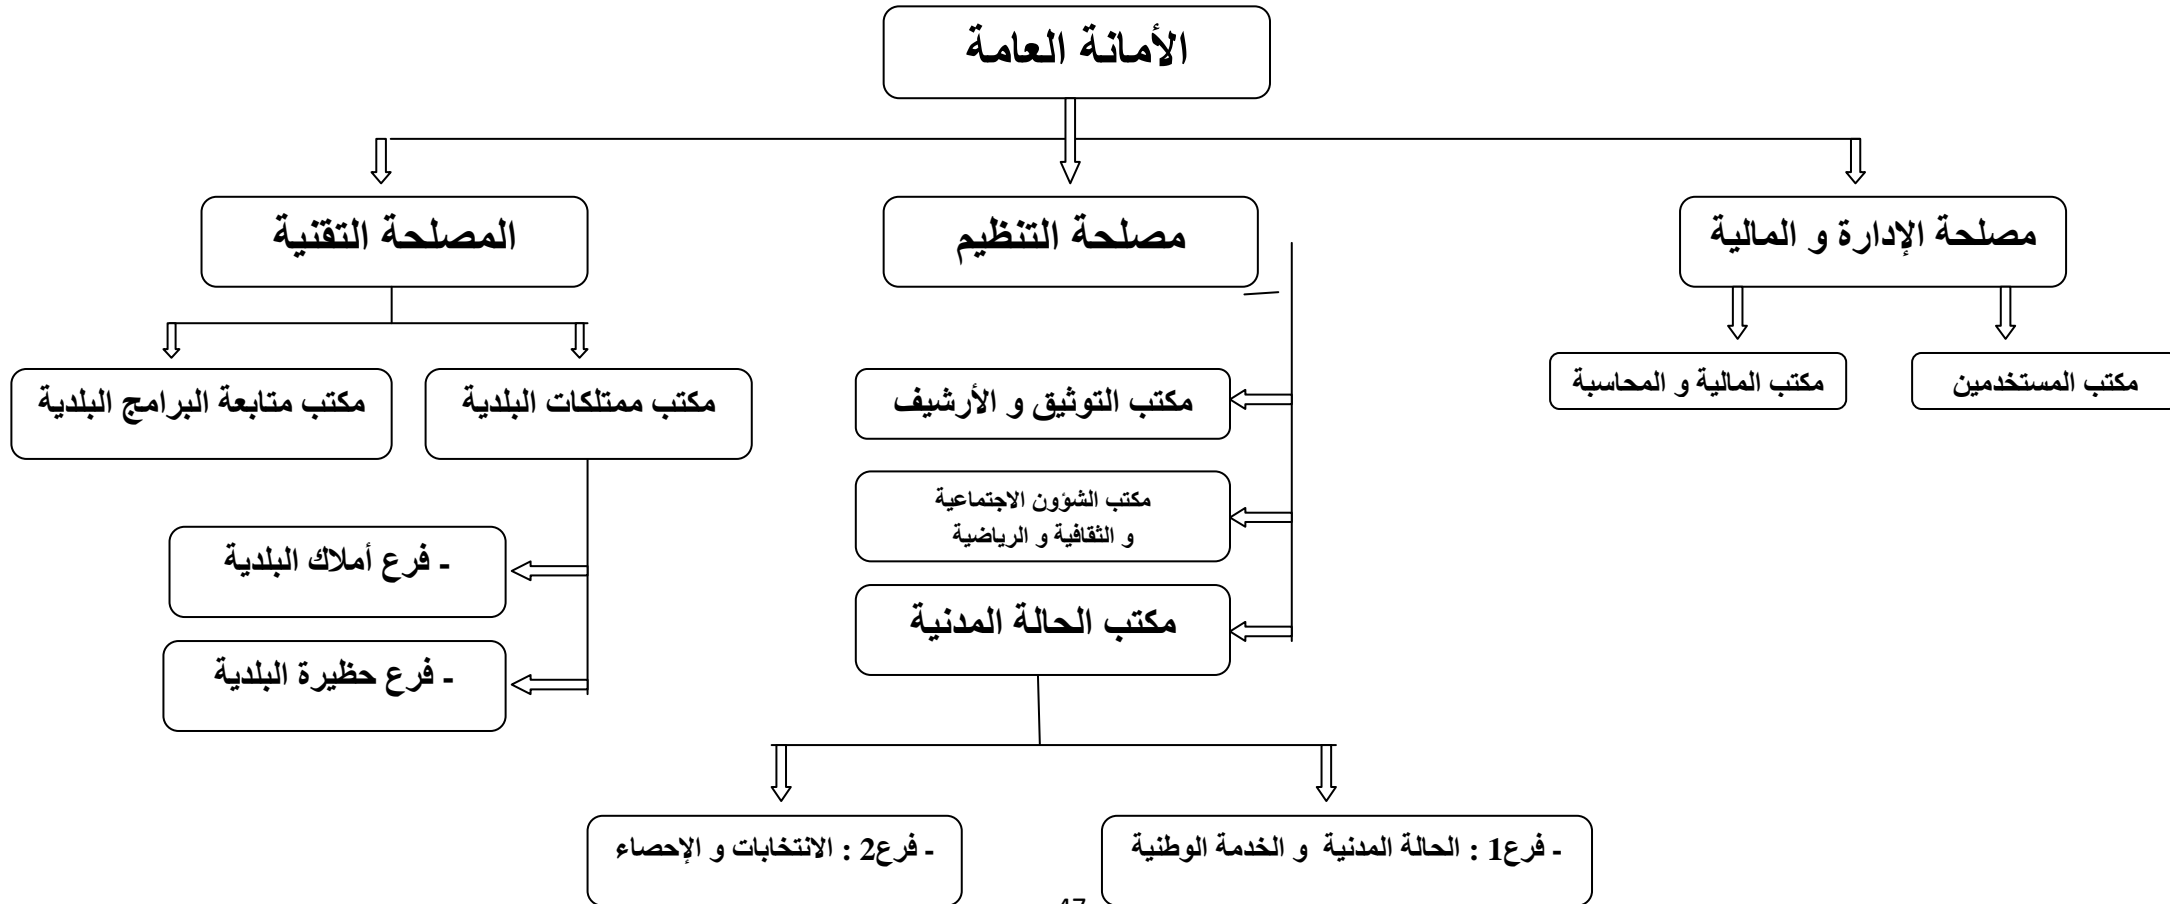 الأمانة العامة
مصلحة الإدارة و المالية
مصلحة التنظيم
المصلحة التقنية
مكتب المستخدمين
مكتب المالية و المحاسبة
مكتب التوثيق و الأرشيف
مكتب ممتلكات البلدية
مكتب متابعة البرامج البلدية
مكتب الشؤون الاجتماعية
و الثقافية و الرياضية
- فرع أملاك البلدية
مكتب الحالة المدنية
- فرع حظيرة البلدية
- فرع1 : الحالة المدنية و الخدمة الوطنية
- فرع2 : الانتخابات و الإحصاء